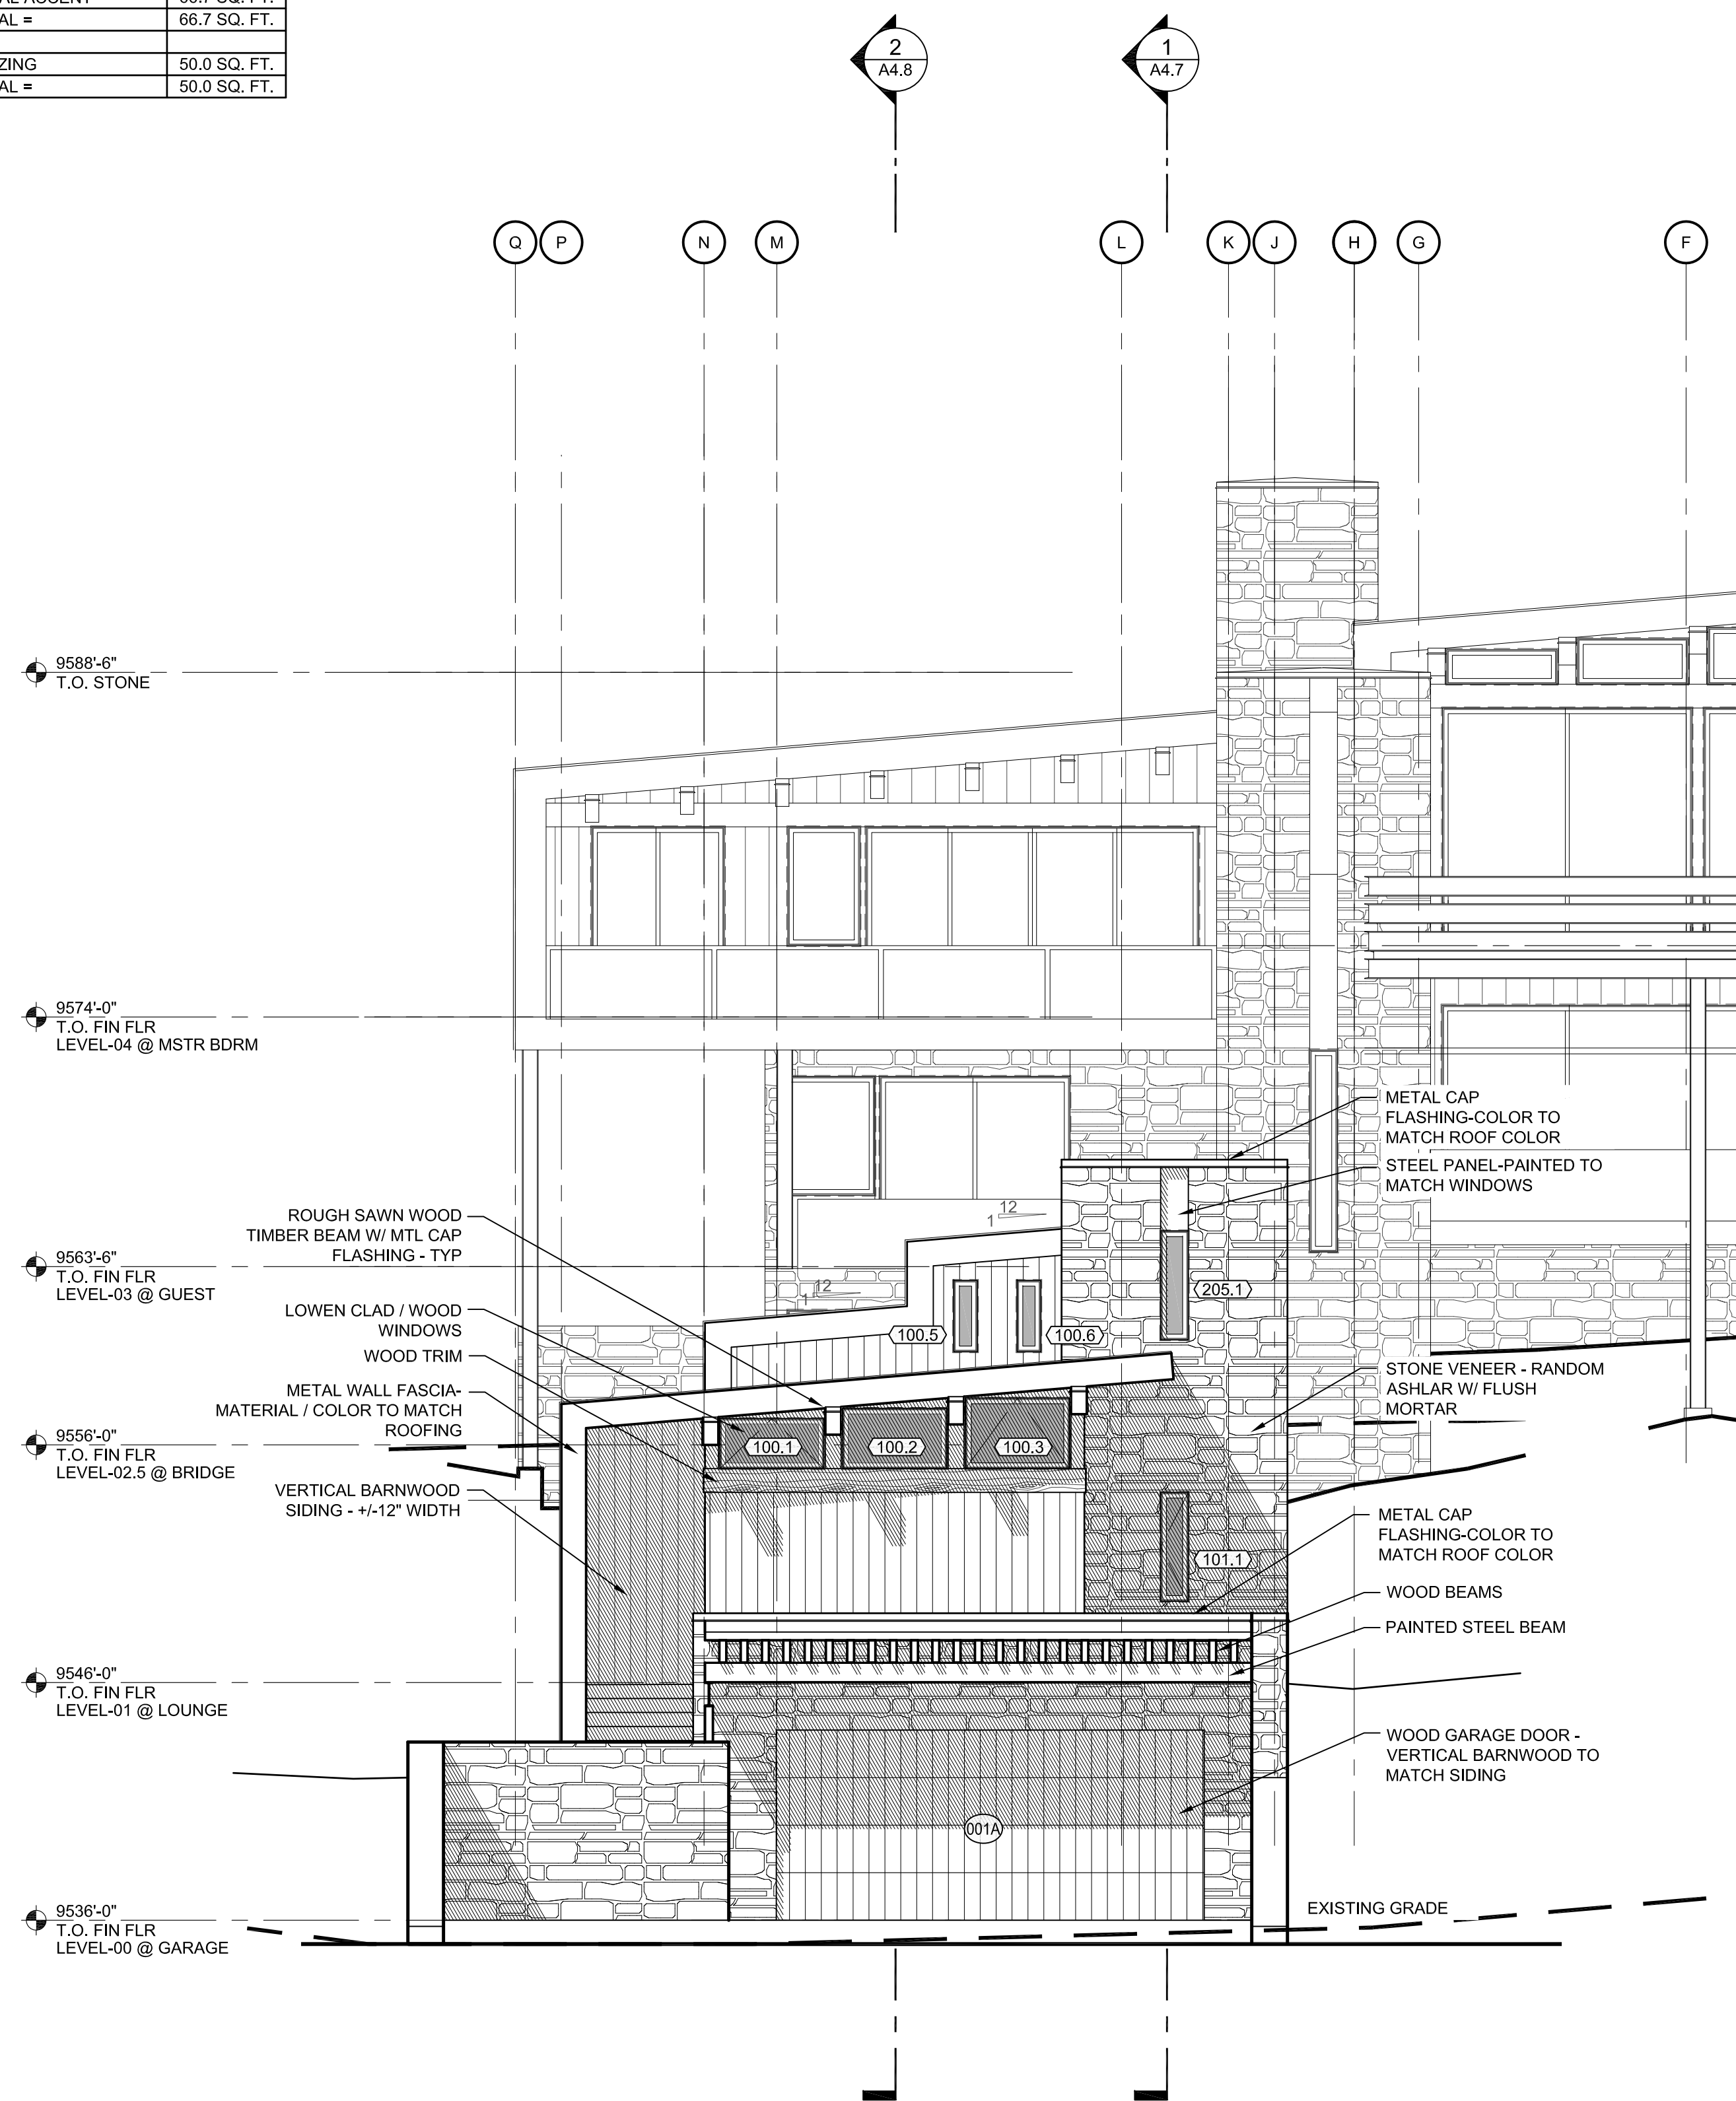 66.7 SQ. FT.
50.0 SQ. FT.
50.0 SQ. FT.
2
A4.8
1
A4.7
Q
P
N
M
L
K
J
H
G
F
9588'-6"
T.O. STONE
9574'-0"
T.O. FIN FLR
LEVEL-04 @ MSTR BDRM
METAL CAP
FLASHING-COLOR TO
MATCH ROOF COLOR
STEEL PANEL-PAINTED TO
MATCH WINDOWS
ROUGH SAWN WOOD
TIMBER BEAM W/ MTL CAP
FLASHING - TYP
12
1
9563'-6"
T.O. FIN FLR
LEVEL-03 @ GUEST
12
1
205.1
LOWEN CLAD / WOOD
WINDOWS
100.5
100.6
WOOD TRIM
METAL WALL FASCIA-
MATERIAL / COLOR TO MATCH
ROOFING
STONE VENEER - RANDOM
ASHLAR W/ FLUSH
MORTAR
100.1
100.2
100.3
9556'-0"
T.O. FIN FLR
LEVEL-02.5 @ BRIDGE
VERTICAL BARNWOOD
SIDING - +/-12" WIDTH
METAL CAP
FLASHING-COLOR TO
MATCH ROOF COLOR
101.1
WOOD BEAMS
PAINTED STEEL BEAM
9546'-0"
T.O. FIN FLR
LEVEL-01 @ LOUNGE
WOOD GARAGE DOOR -
VERTICAL BARNWOOD TO
MATCH SIDING
001A
EXISTING GRADE
9536'-0"
T.O. FIN FLR
LEVEL-00 @ GARAGE